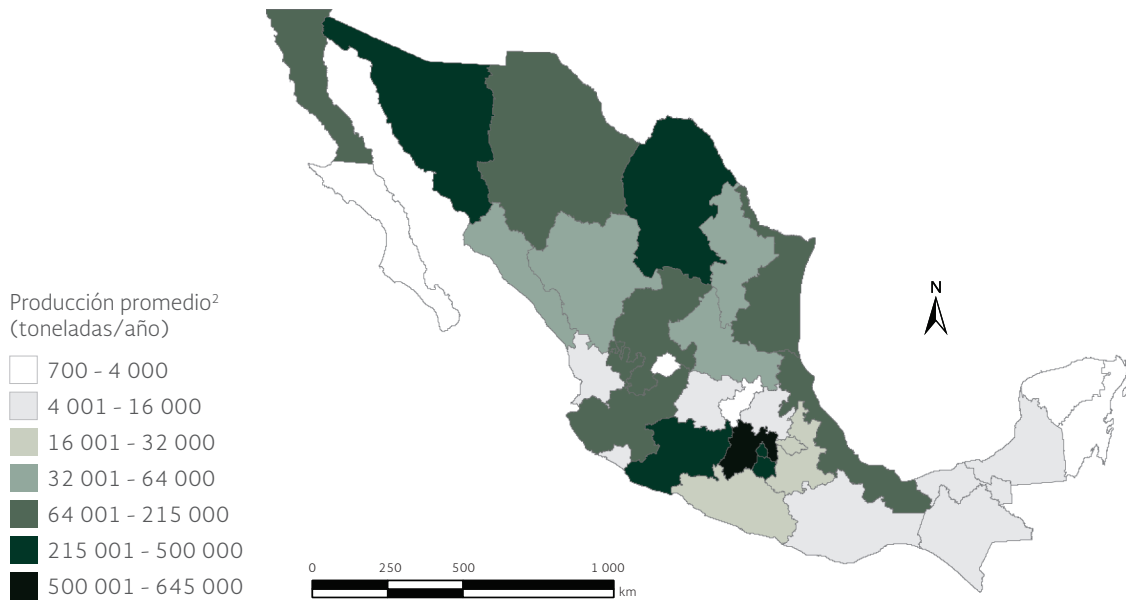 Producción promedio²
(toneladas/año)
700 - 4 000
4 001 - 16 000
16 001 - 32 000
32 001 - 64 000
64 001 - 215 000
215 001 - 500 000
500 001 - 645 000
N
0 250 500 1 000
km